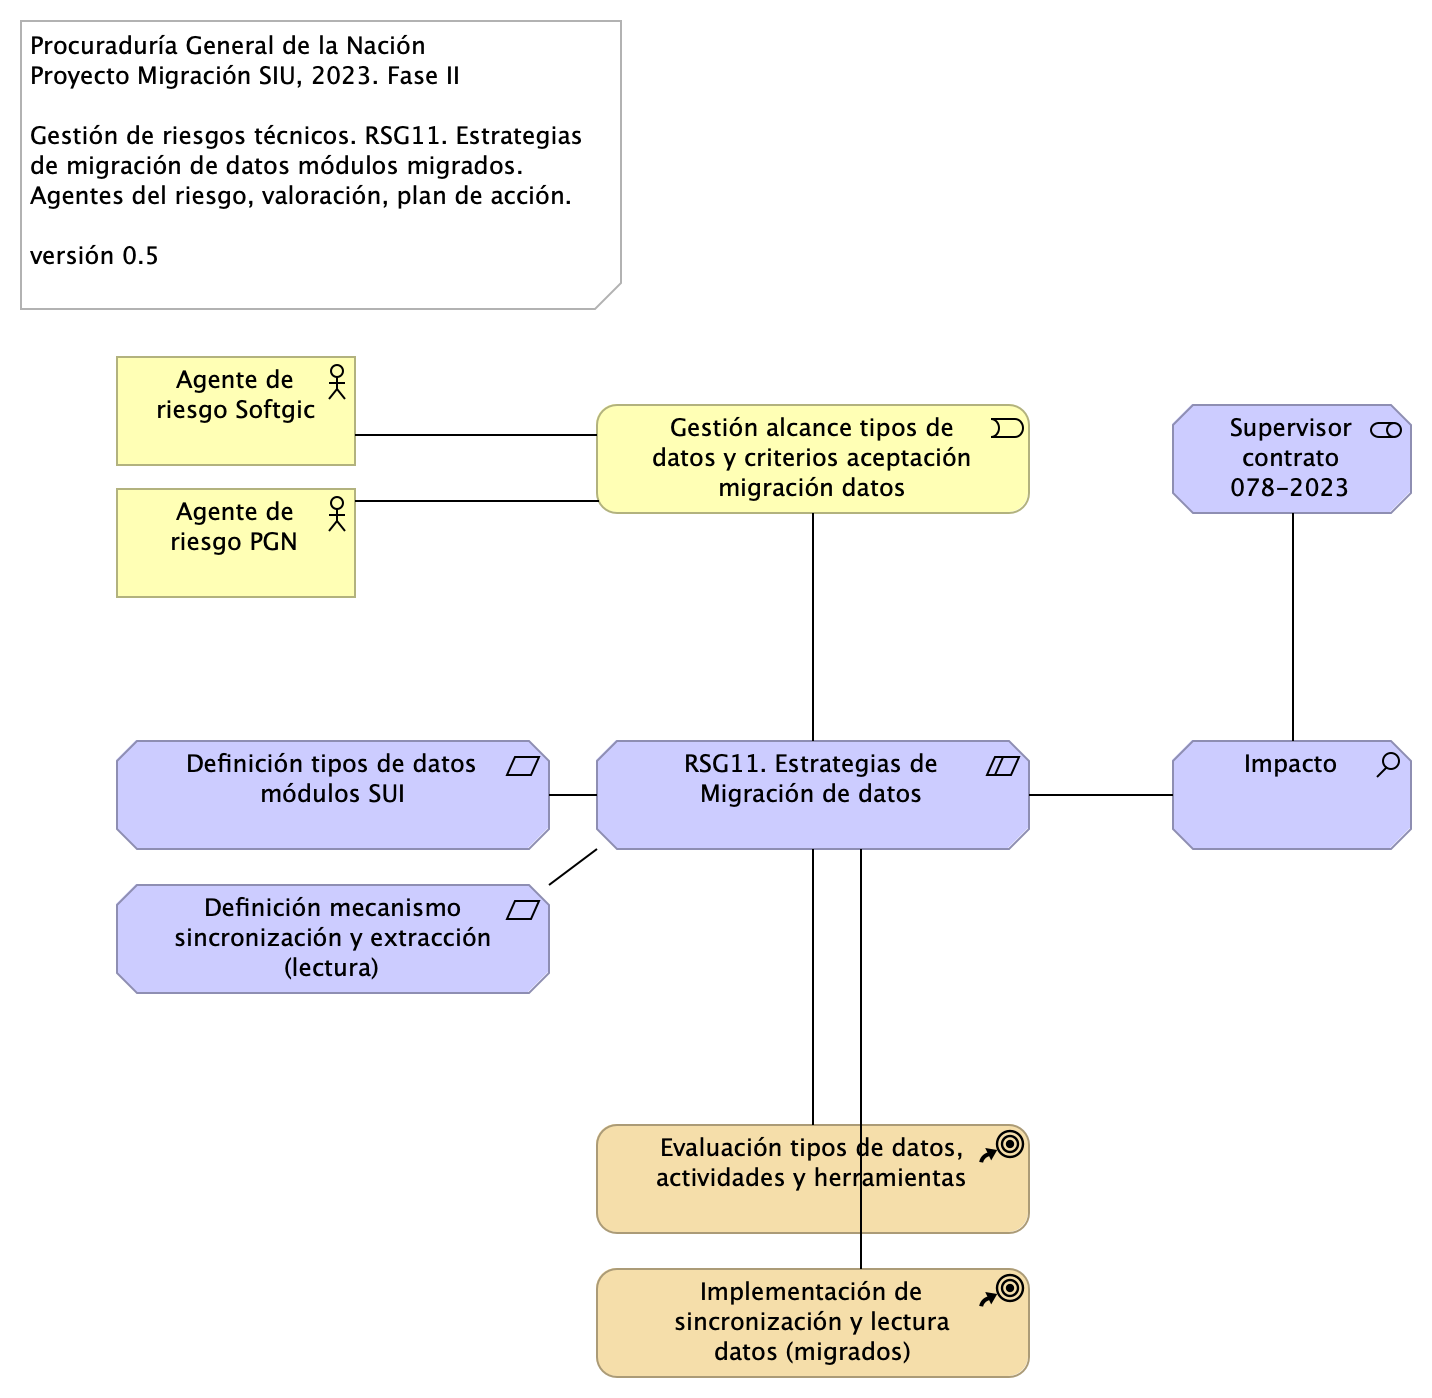 Procuraduría General de la Nación
Proyecto Migración SIU, 2023. Fase II
Gestión de riesgos técnicos. RSG11. Estrategias
de migración de datos módulos migrados.
Agentes del riesgo, valoración, plan de acción.
versión 0.5
Agente de
riesgo Softgic
Agente de
riesgo PGN
Gestión alcance tipos de
datos y criterios aceptación
migración datos
Supervisor
contrato
078-2023
Definición tipos de datos
módulos SUI
RSG11. Estrategias de
Migración de datos
Impacto
Definición mecanismo
sincronización y extracción
(lectura)
Evaluación tipos de datos,
actividades y herramientas
Implementación de
sincronización y lectura
datos (migrados)